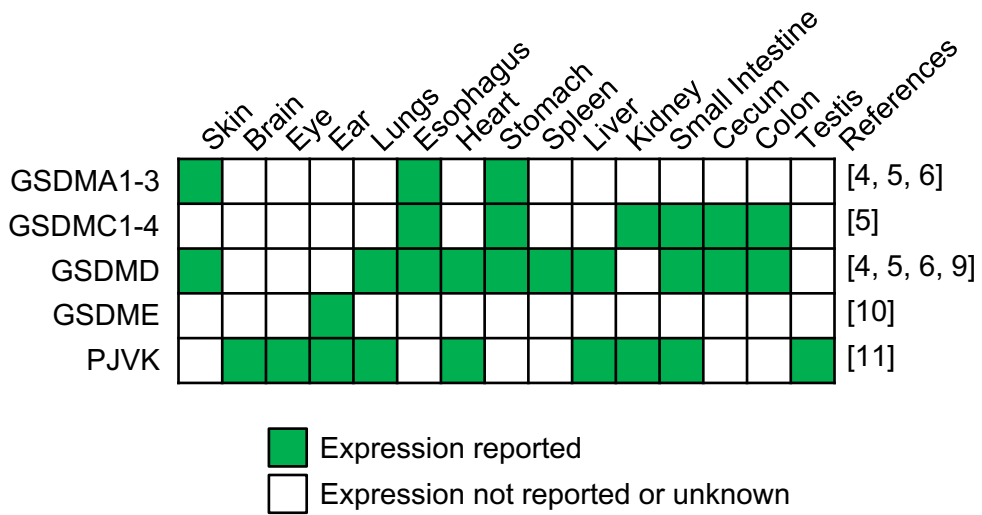 Skin
Brain
Eye
Ear
Lungs
Esophagus
Heart
Stomach
Spleen
Liver
Kidney
Small Intestine
Cecum
Colon
Testis
References
GSDMA1-3 [4, 5, 6]
GSDMC1-4 [5]
GSDMD [4, 5, 6, 9]
GSDME [10]
PJVK [11]
Expression reported
Expression not reported or unknown